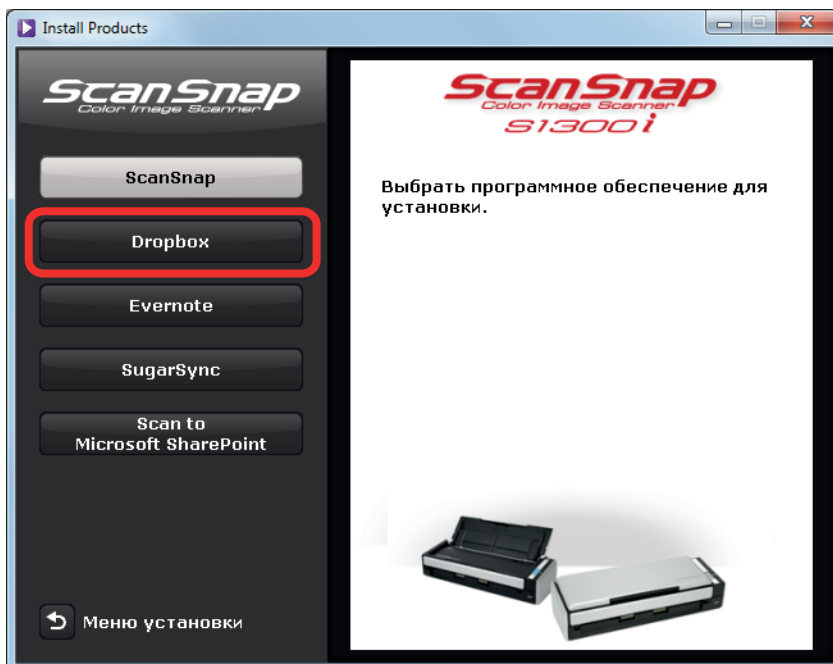 Install Products
ScanSnap
Color Image Scanner
ScanSnap
Dropbox
Evernote
SugarSync
Scan to
Microsoft SharePoint
Меню установки
ScanSnap
Color Image Scanner
S1300i
Выбрать программное обеспечение для
установки.